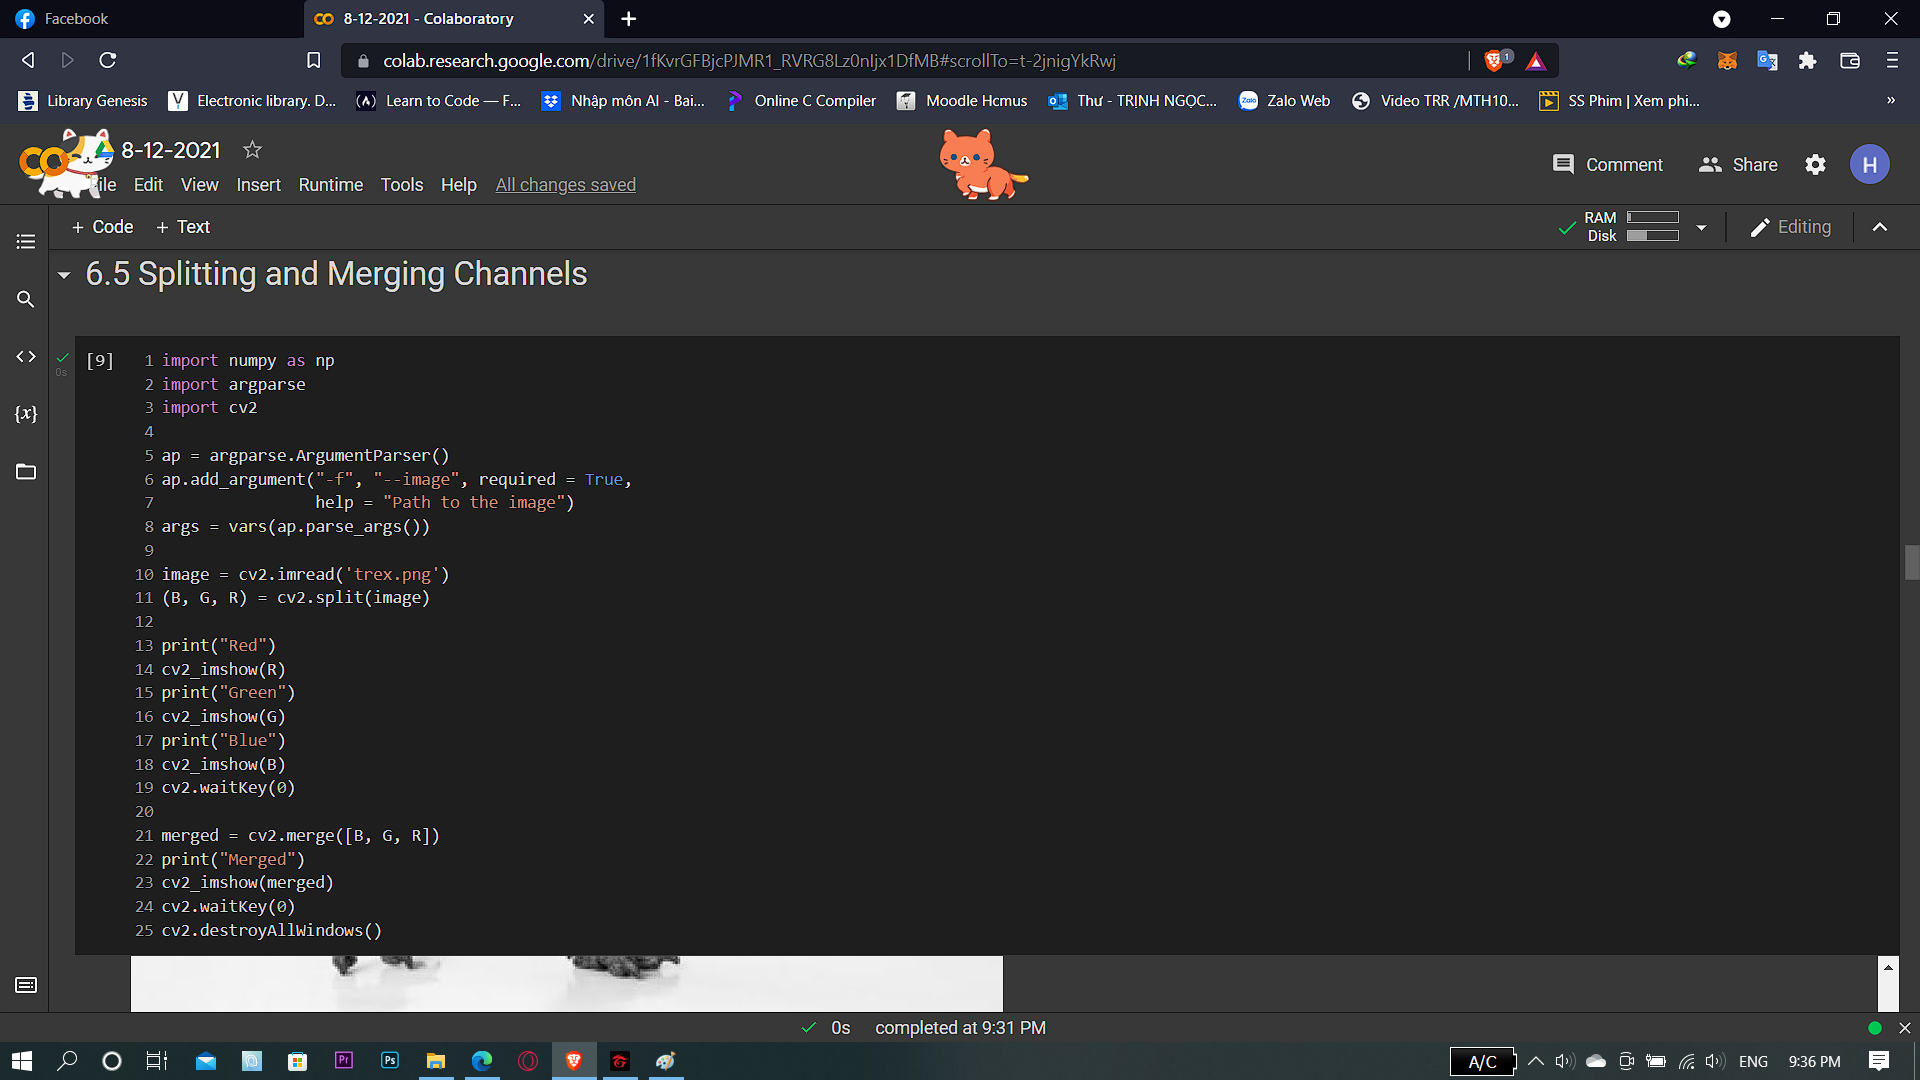 Facebook
8-12-2021 - Colaboratory
colab.research.google.com/drive/1fKvrGFBjcPJMR1_RVRG8Lz0nIjx1DfMB#scrollTo=t-2jnigYkRwj
1
Library Genesis
Electronic library. D...
Learn to Code — F...
Nhập môn AI - Bai...
Online C Compiler
Moodle Hcmus
Thư - TRỊNH NGỌC...
Zalo Web
Video TRR /MTH10...
SS Phim | Xem phi...
»
8-12-2021
Comment
Share
H
ile Edit View Insert Runtime Tools Help All changes saved
+ Code + Text
RAM
Disk
Editing
6.5 Splitting and Merging Channels
0s
[9]
1 import numpy as np
2 import argparse
3 import cv2
4
5 ap = argparse.ArgumentParser()
6 ap.add_argument("-f", "--image", required = True,
7 help = "Path to the image")
8 args = vars(ap.parse_args())
9
10 image = cv2.imread('trex.png')
11 (B, G, R) = cv2.split(image)
12
13 print("Red")
14 cv2_imshow(R)
15 print("Green")
16 cv2_imshow(G)
17 print("Blue")
18 cv2_imshow(B)
19 cv2.waitKey(0)
20
21 merged = cv2.merge([B, G, R])
22 print("Merged")
23 cv2_imshow(merged)
24 cv2.waitKey(0)
25 cv2.destroyAllWindows()
0s completed at 9:31 PM
Pr
Ps
A/C
ENG
9:36 PM